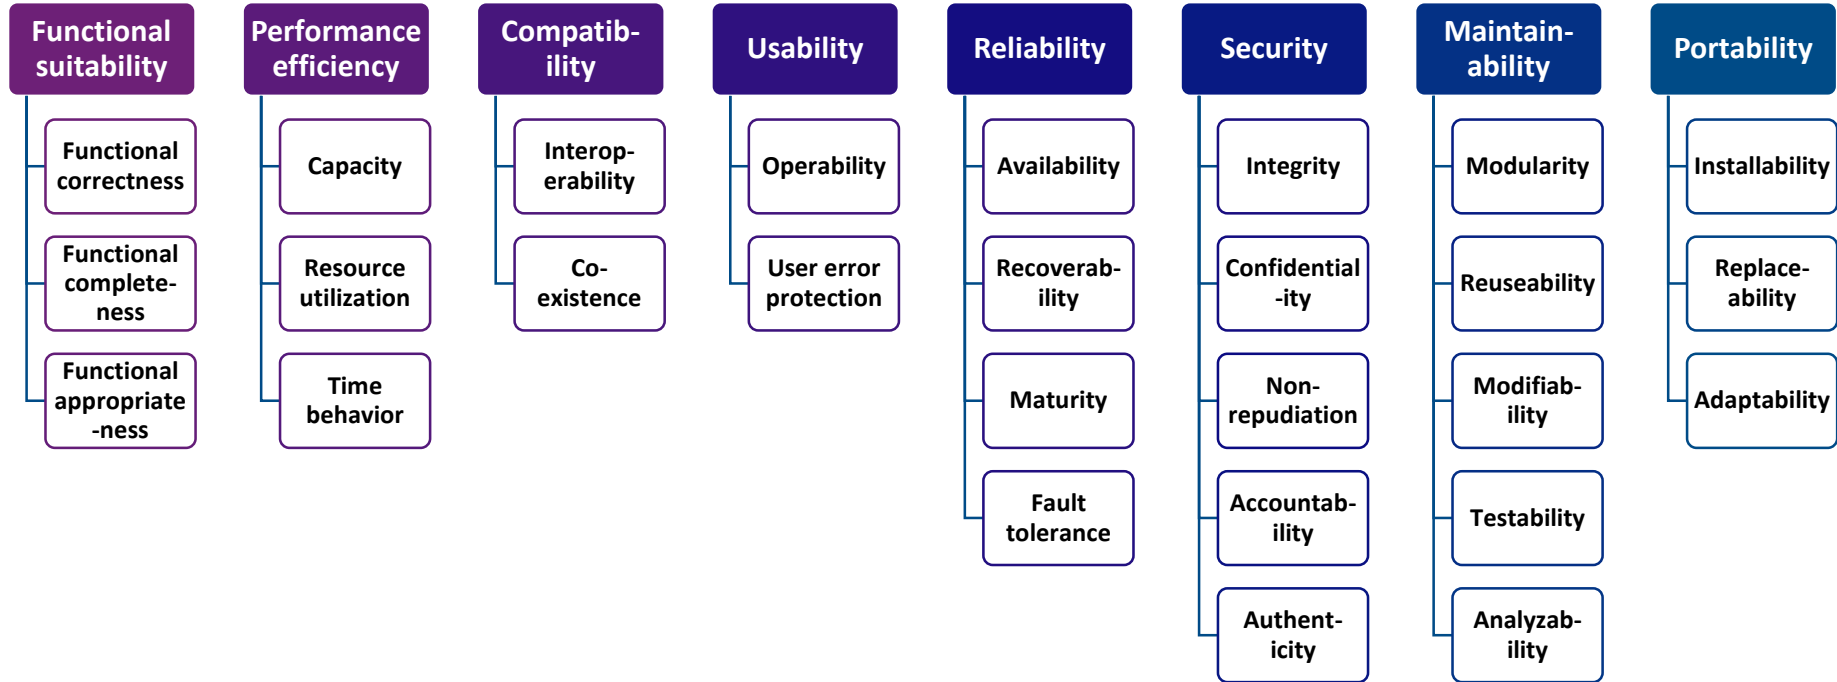 Functional
suitability
Functional
correctness
Functional
complete-
ness
Functional
appropriate
-ness
Performance
efficiency
Capacity
Resource
utilization
Time
behavior
Compatib-
ility
Interop-
erability
Co-
existence
Usability
Operability
User error
protection
Reliability
Availability
Recoverab-
ility
Maturity
Fault
tolerance
Security
Integrity
Confidential
-ity
Non-
repudiation
Accountab-
ility
Authent-
icity
Maintain-
ability
Modularity
Reuseability
Modifiab-
ility
Testability
Analyzab-
ility
Portability
Installability
Replace-
ability
Adaptability